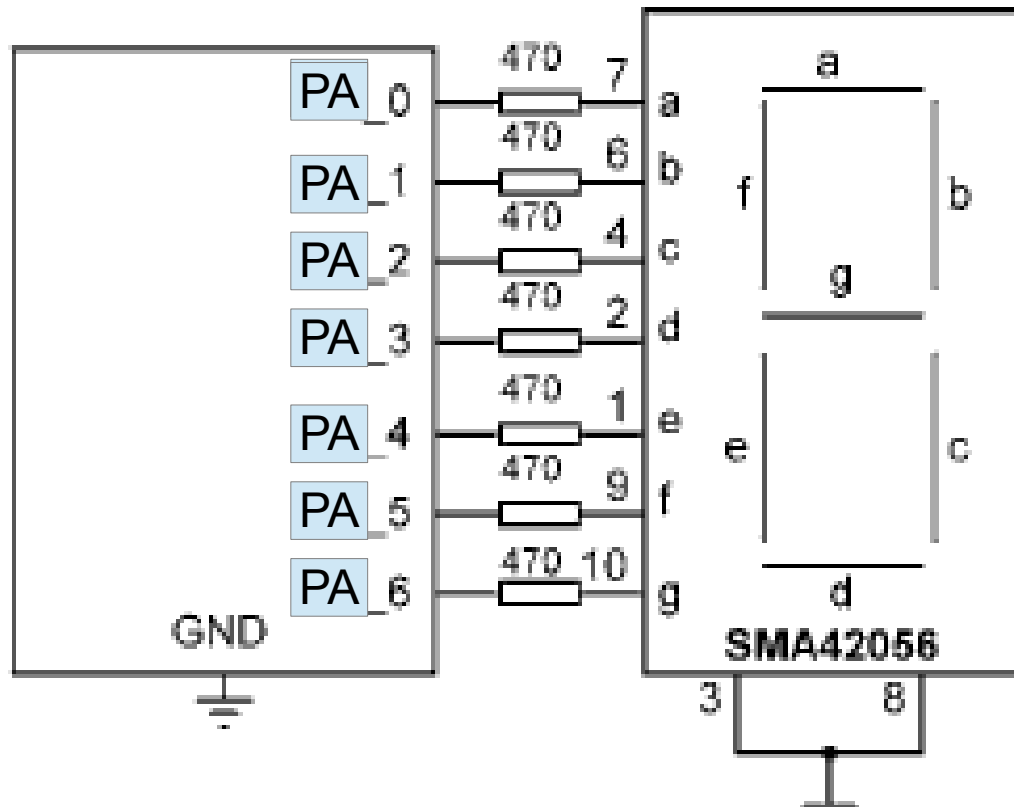 470 7 a
PA_0 a
470 6
PA_1 b
f b
470 4
PA_2 c
g
470 2
PA_3 d
470 1
PA_4 e
e c
470 9
PA_5 f
470 10
PA_6 g
d
GND
SMA42056
3 8